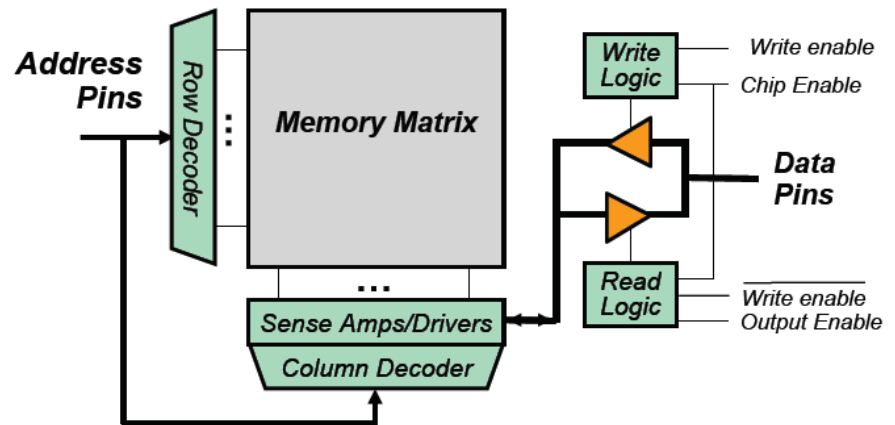 Address
Pins
Row Decoder
...
Memory Matrix
Write
Logic
Write enable
Chip Enable
Data
Pins
...
Sense Amps/Drivers
Column Decoder
Read
Logic
Write enable
Output Enable